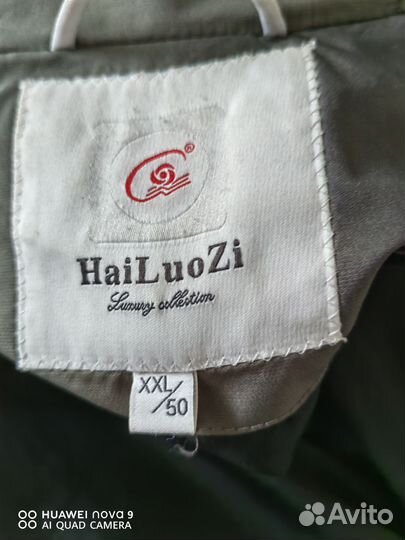 ®
HaiLuoZi
Luxury collection
XXL/50
HUAWEI nova 9
AI QUAD CAMERA
Avito